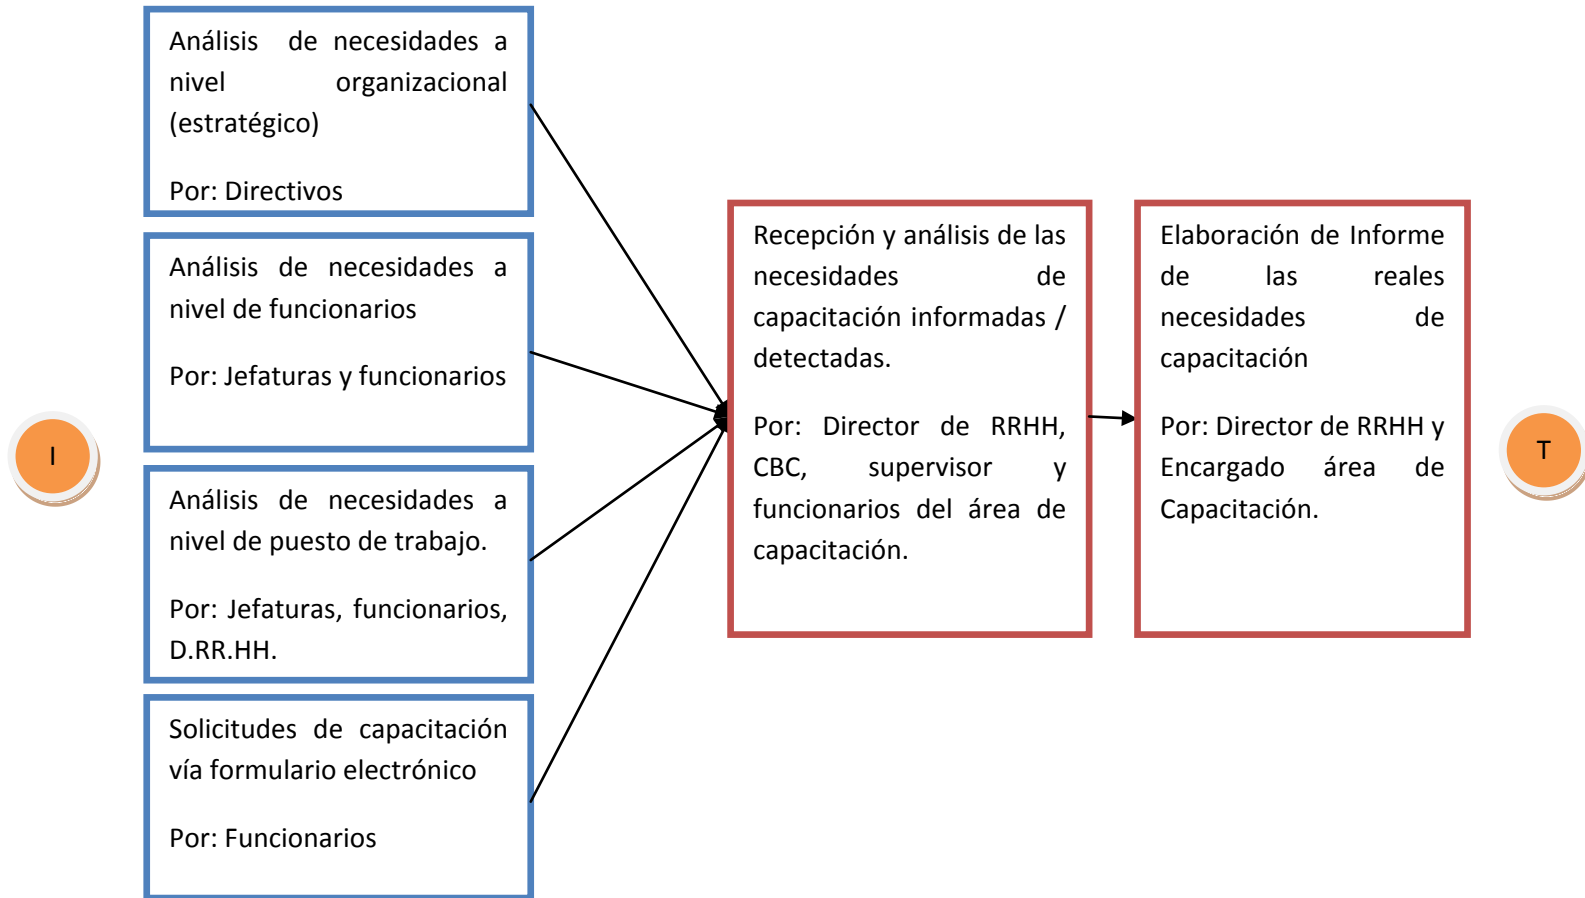 I
Análisis de necesidades a
nivel organizacional
(estratégico)
Por: Directivos
Análisis de necesidades a
nivel de funcionarios
Por: Jefaturas y funcionarios
Análisis de necesidades a
nivel de puesto de trabajo.
Por: Jefaturas, funcionarios,
D.RR.HH.
Solicitudes de capacitación
vía formulario electrónico
Por: Funcionarios
Recepción y análisis de las
necesidades de
capacitación informadas /
detectadas.
Por: Director de RRHH,
CBC, supervisor y
funcionarios del área de
capacitación.
Elaboración de Informe
de las reales
necesidades de
capacitación
Por: Director de RRHH y
Encargado área de
Capacitación.
T